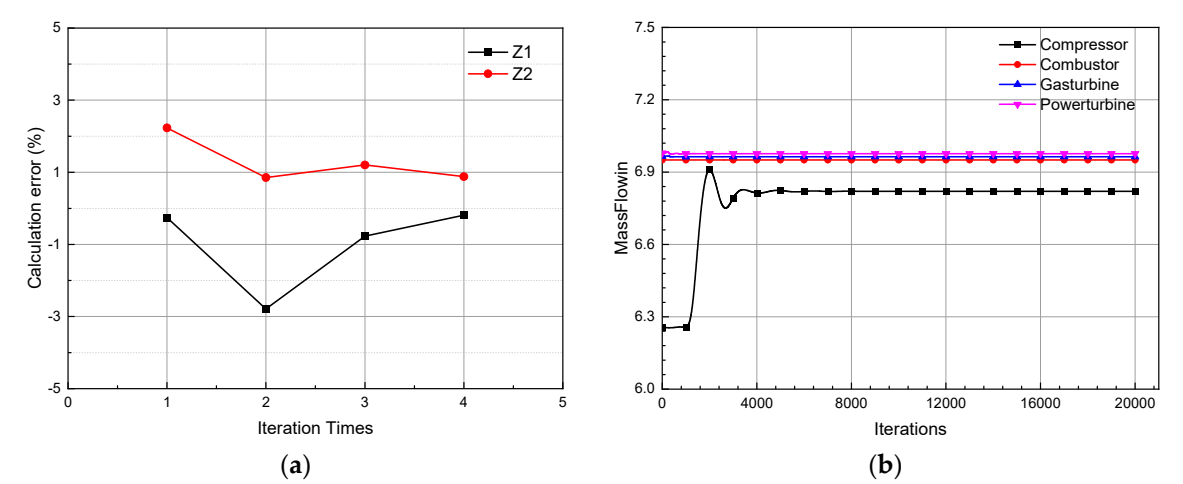 5
3
1
-1
-3
-5
Calculation error (%)
Z1
Z2
0
1
2
3
4
5
Iteration Times
(a)
7.5
7.2
6.9
6.6
6.3
6.0
MassFlowin
Compressor
Combustor
Gasturbine
Powerturbine
0
4000
8000
12000
16000
20000
Iterations
(b)